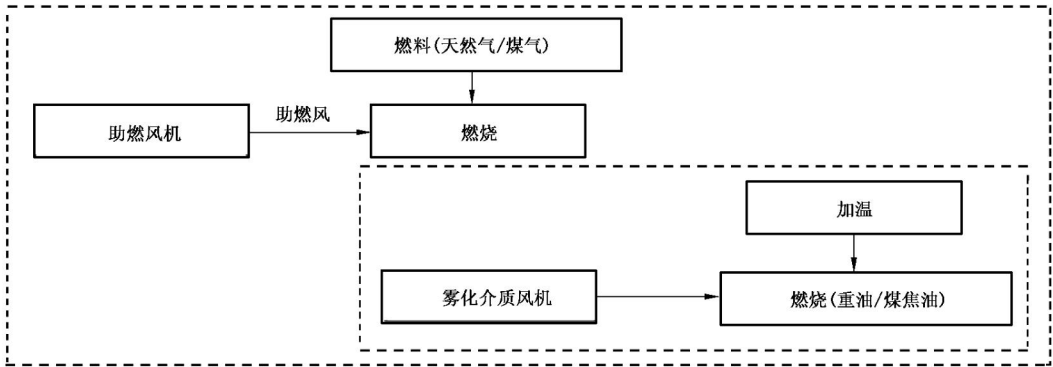 燃料(天然气/煤气)
助燃风
助燃风机
燃烧
加温
雾化介质风机
燃烧(重油/煤焦油)